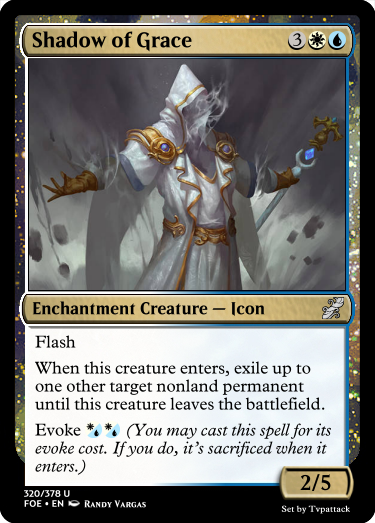 Shadow of Grace 3
Enchantment Creature — Icon
Flash
When this creature enters, exile up to
one other target nonland permanent
until this creature leaves the battlefield.
Evoke (You may cast this spell for its
evoke cost. If you do, it's sacrificed when it
enters.)
2/5
320/378 U
FOE • EN RANDY VARGAS
Set by Tvpattack